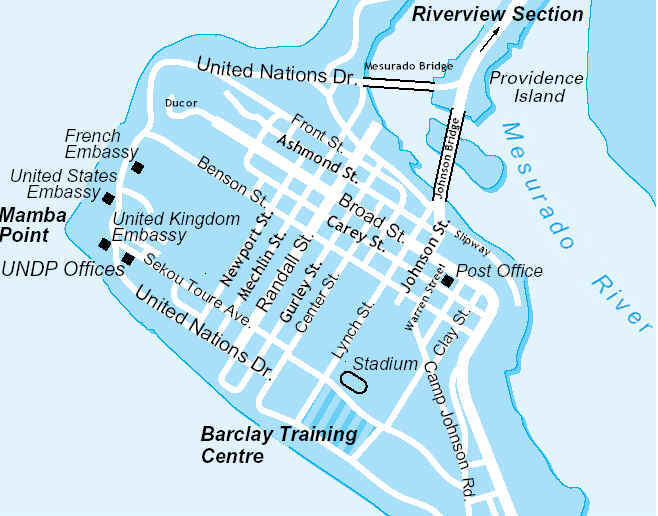 Riverview Section
United Nations Dr.
Mesurado Bridge
Providence
Island
Ducor
Front St.
Ashmond St.
French
Embassy
Benson St.
United States
Embassy
Johnson Bridge
Mesurado River
Mamba
Point
United Kingdom
Embassy
Broad St.
Carey St.
Slipway
Newport St.
Mechlin St.
Randall St.
Gurley St.
Center St.
Johnson St.
UNDP Offices
Sekou Toure Ave.
Post Office
Warren Street
United Nations Dr.
Lynch St.
Clay St.
Stadium
Camp Johnson Rd.
Barclay Training
Centre